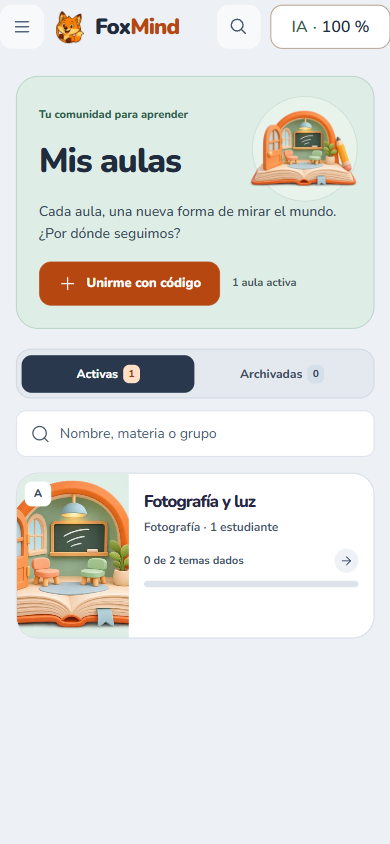 FoxMind
IA · 100 %
Tu comunidad para aprender
Mis aulas
Cada aula, una nueva forma de mirar el mundo.
¿Por dónde seguimos?
Unirme con código
1 aula activa
Activas 1
Archivadas 0
Nombre, materia o grupo
A
Fotografía y luz
Fotografía · 1 estudiante
0 de 2 temas dados